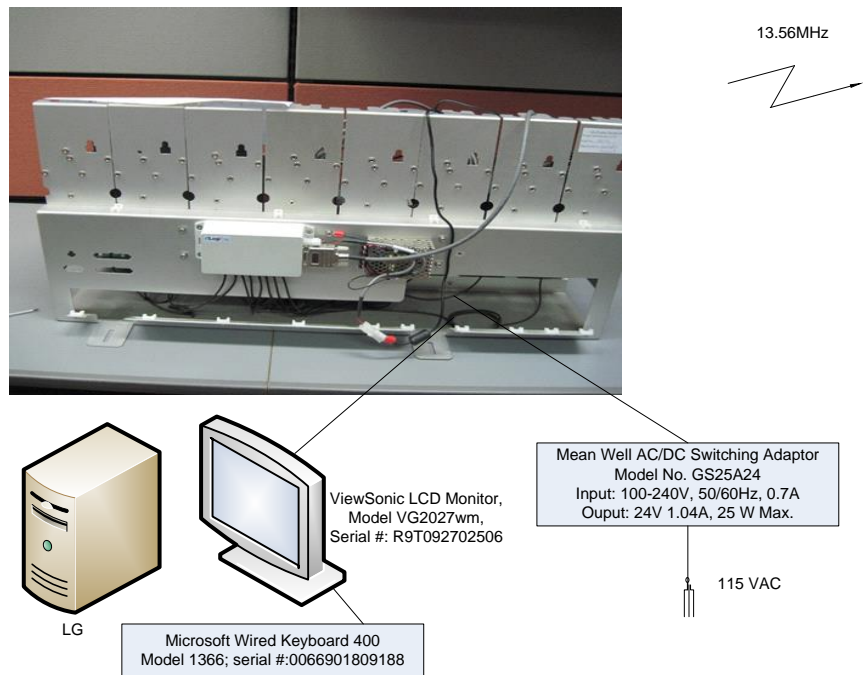 13.56MHz
ViewSonic LCD Monitor,
Model VG2027wm,
Serial #: R9T092702506
Mean Well AC/DC Switching Adaptor
Model No. GS25A24
Input: 100-240V, 50/60Hz, 0.7A
Ouput: 24V 1.04A, 25 W Max.
115 VAC
LG
Microsoft Wired Keyboard 400
Model 1366; serial #:0066901809188